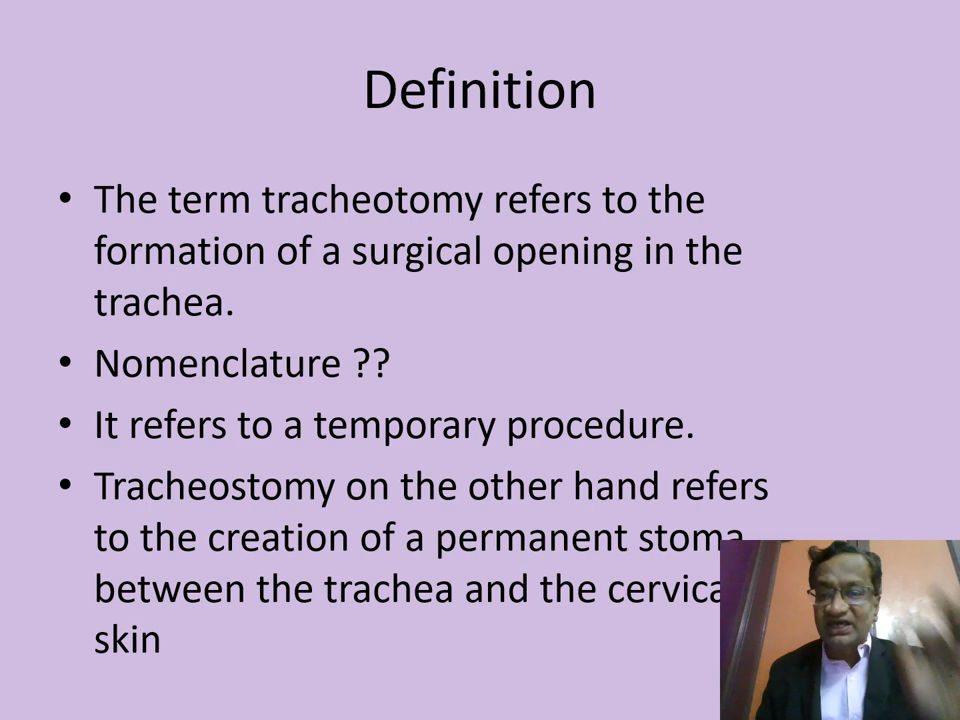 Definition
• The term tracheotomy refers to the
formation of a surgical opening in the
trachea.
• Nomenclature ??
• It refers to a temporary procedure.
• Tracheostomy on the other hand refers
to the creation of a permanent stoma
between the trachea and the cervica
skin